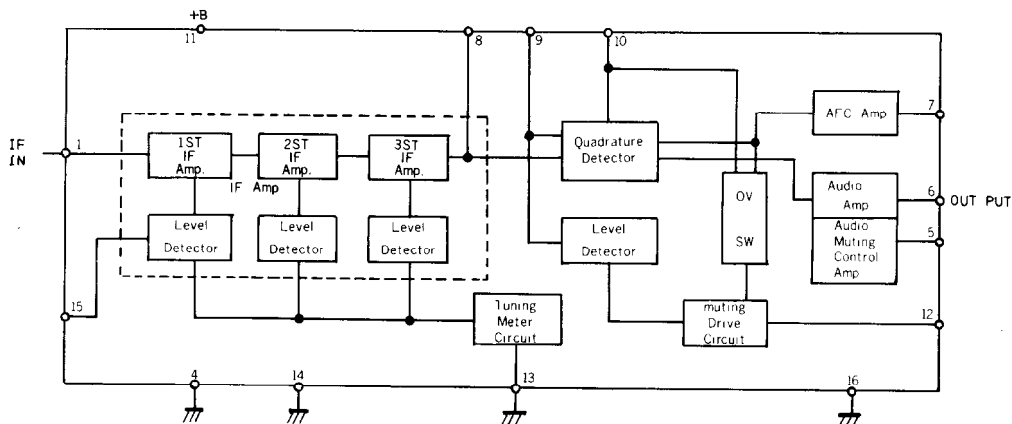 +B
11
8
9
10
1ST
IF
Amp.
2ST
IF
Amp.
3ST
IF
Amp.
IF Amp
IF
IN
1
Quadrature
Detector
AFC Amp
7
Level
Detector
Level
Detector
Level
Detector
Level
Detector
OV
SW
Audio
Amp
6
OUT PUT
Audio
Muting
Control
Amp
5
15
Tuning
Meter
Circuit
muting
Drive
Circuit
12
4
14
13
16